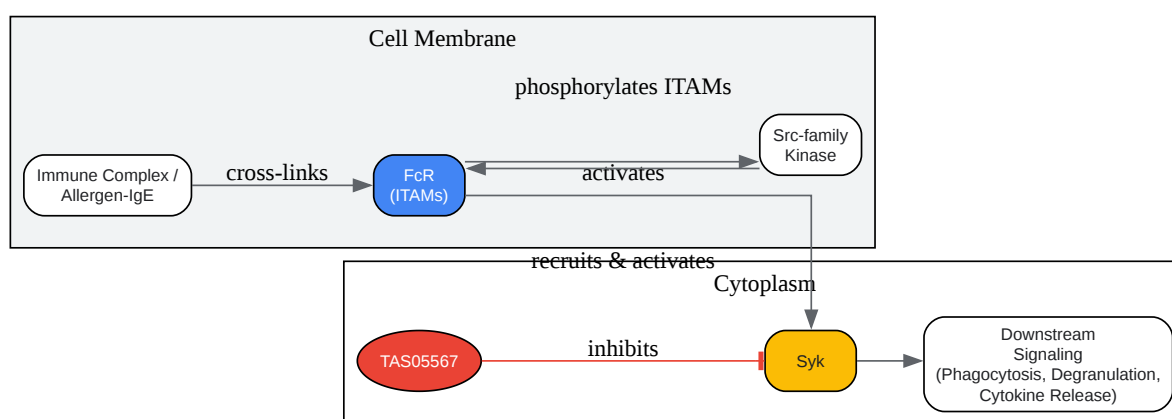 Cell Membrane
phosphorylates ITAMs
Src-family
Kinase
Immune Complex /
Allergen-IgE
cross-links
FcR
(ITAMs)
activates
recruits & activates
Cytoplasm
TAS05567
inhibits
Syk
Downstream
Signaling
(Phagocytosis, Degranulation,
Cytokine Release)